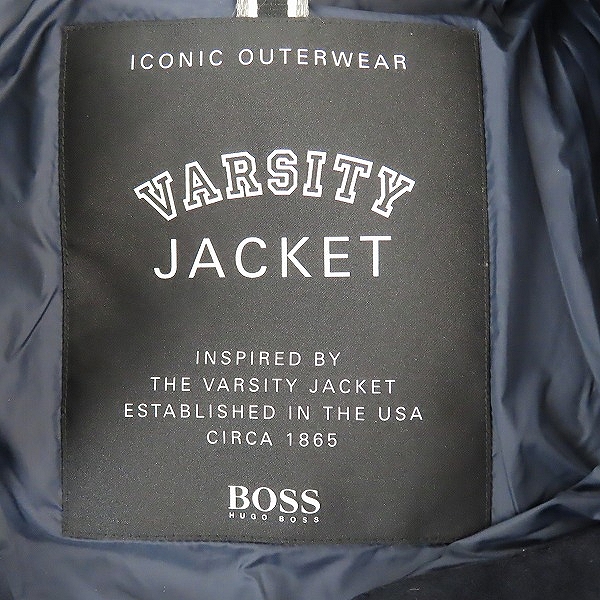 ICONIC OUTERWEAR
VARSITY
JACKET
INSPIRED BY
THE VARSITY JACKET
ESTABLISHED IN THE USA
CIRCA 1865
BOSS
HUGO BOSS